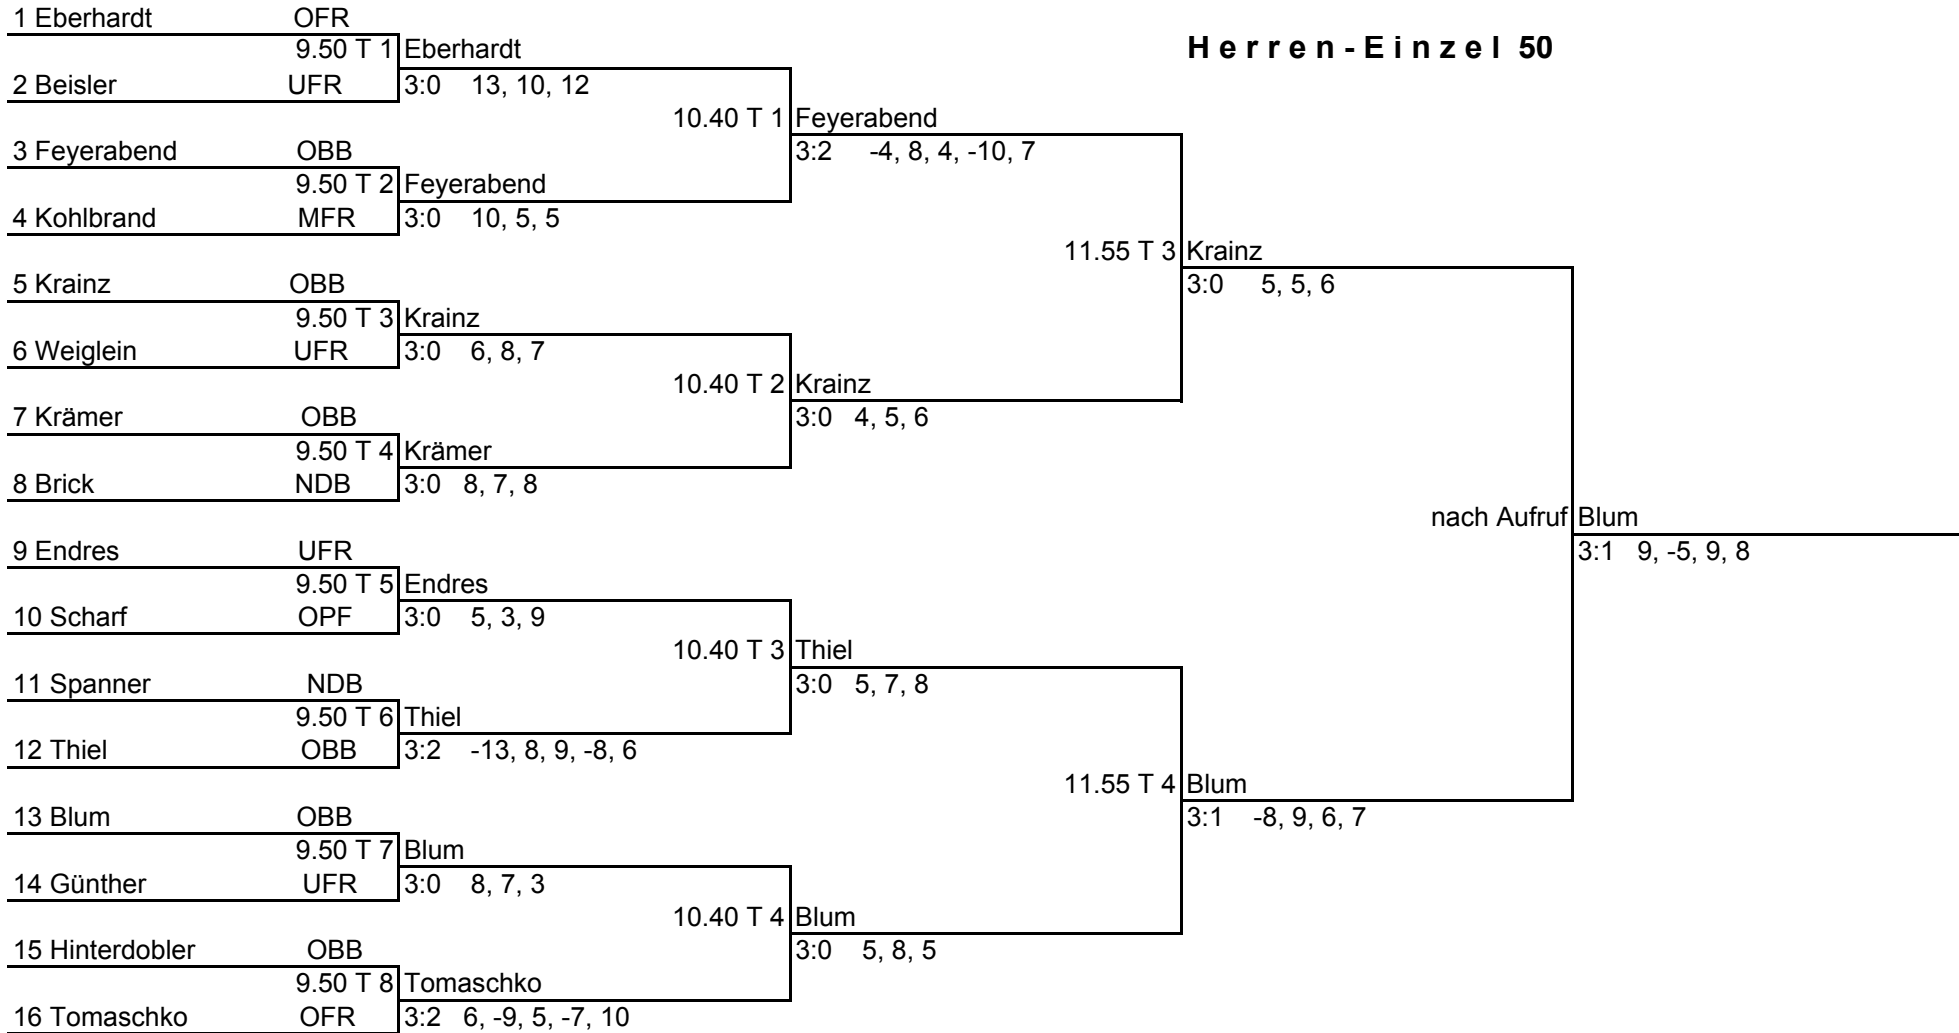 1 Eberhardt OFR
9.50 T 1 Eberhardt H e r r e n - E i n z e l 50
2 Beisler UFR 3:0 13, 10, 12
10.40 T 1 Feyerabend
3 Feyerabend OBB 3:2 -4, 8, 4, -10, 7
9.50 T 2 Feyerabend
4 Kohlbrand MFR 3:0 10, 5, 5
11.55 T 3 Krainz
5 Krainz OBB 3:0 5, 5, 6
9.50 T 3 Krainz
6 Weiglein UFR 3:0 6, 8, 7
10.40 T 2 Krainz
7 Krämer OBB 3:0 4, 5, 6
9.50 T 4 Krämer
8 Brick NDB 3:0 8, 7, 8
nach Aufruf Blum
9 Endres UFR 3:1 9, -5, 9, 8
9.50 T 5 Endres
10 Scharf OPF 3:0 5, 3, 9
10.40 T 3 Thiel
11 Spanner NDB 3:0 5, 7, 8
9.50 T 6 Thiel
12 Thiel OBB 3:2 -13, 8, 9, -8, 6
11.55 T 4 Blum
13 Blum OBB 3:1 -8, 9, 6, 7
9.50 T 7 Blum
14 Günther UFR 3:0 8, 7, 3
10.40 T 4 Blum
15 Hinterdobler OBB 3:0 5, 8, 5
9.50 T 8 Tomaschko
16 Tomaschko OFR 3:2 6, -9, 5, -7, 10